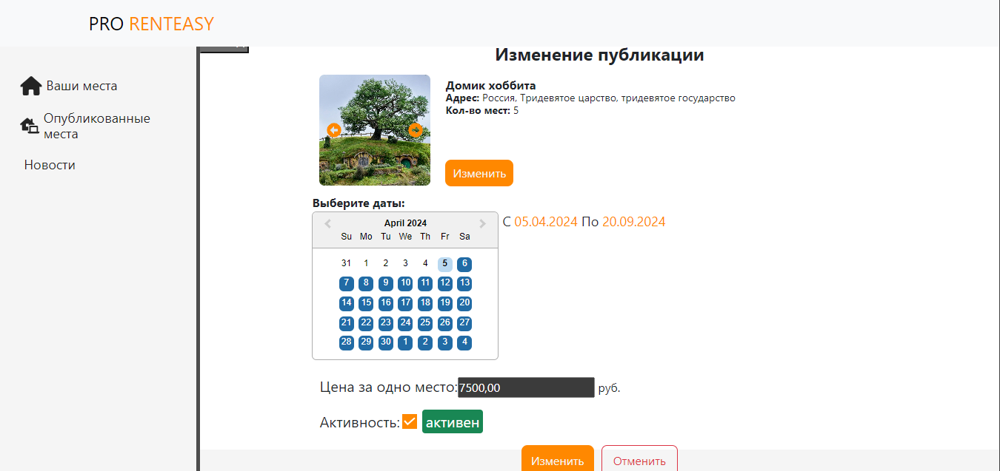 PRO RENTEASY
Ваши места
Опубликованные
места
Новости
Изменение публикации
Домик хоббита
Адрес: Россия, Тридевятое царство, тридевятое государство
Кол-во мест: 5
Изменить
Выберите даты:
April 2024
Su Mo Tu We Th Fr Sa
31 1 2 3 4 5 6
7 8 9 10 11 12 13
14 15 16 17 18 19 20
21 22 23 24 25 26 27
28 29 30 1 2 3 4
С 05.04.2024 По 20.09.2024
Цена за одно место: 7500,00 руб.
Активность: активен
Изменить
Отменить